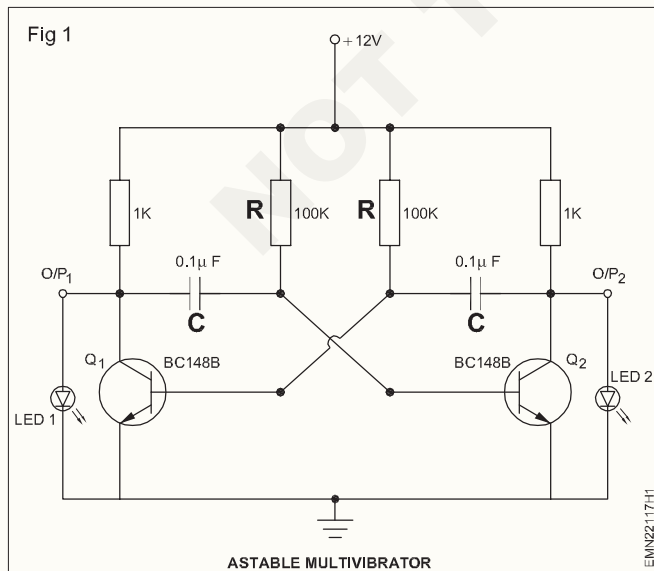 Fig 1
+12V
1K
R
100K
R
100K
1K
0.1μ F
0.1μ F
O/P1
O/P2
C
C
Q1
BC148B
BC148B
Q2
LED 1
LED 2
ASTABLE MULTIVIBRATOR
EMN22117H1
NOT T